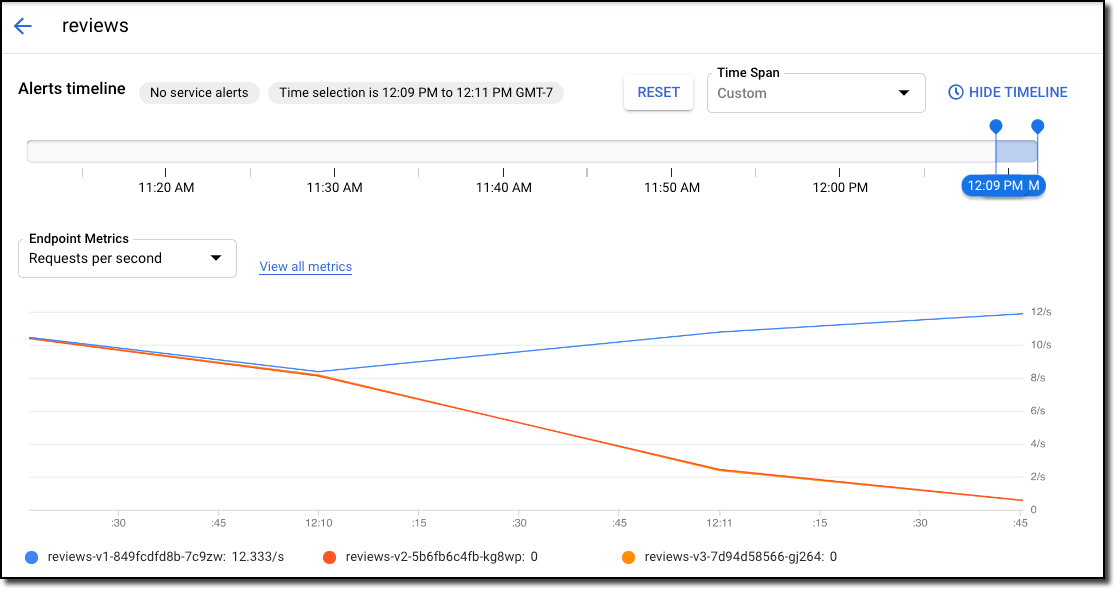 reviews
Alerts timeline
No service alerts
Time selection is 12:09 PM to 12:11 PM GMT-7
RESET
Time Span
Custom
HIDE TIMELINE
11:20 AM 11:30 AM 11:40 AM 11:50 AM 12:00 PM 12:09 PM M
Endpoint Metrics
Requests per second
View all metrics
12/s
10/s
8/s
6/s
4/s
2/s
0
:30 :45 12:10 :15 :30 :45 12:11 :15 :30 :45
reviews-v1-849fcdfd8b-7c9zw: 12.333/s reviews-v2-5b6fb6c4fb-kg8wp: 0 reviews-v3-7d94d58566-gj264: 0